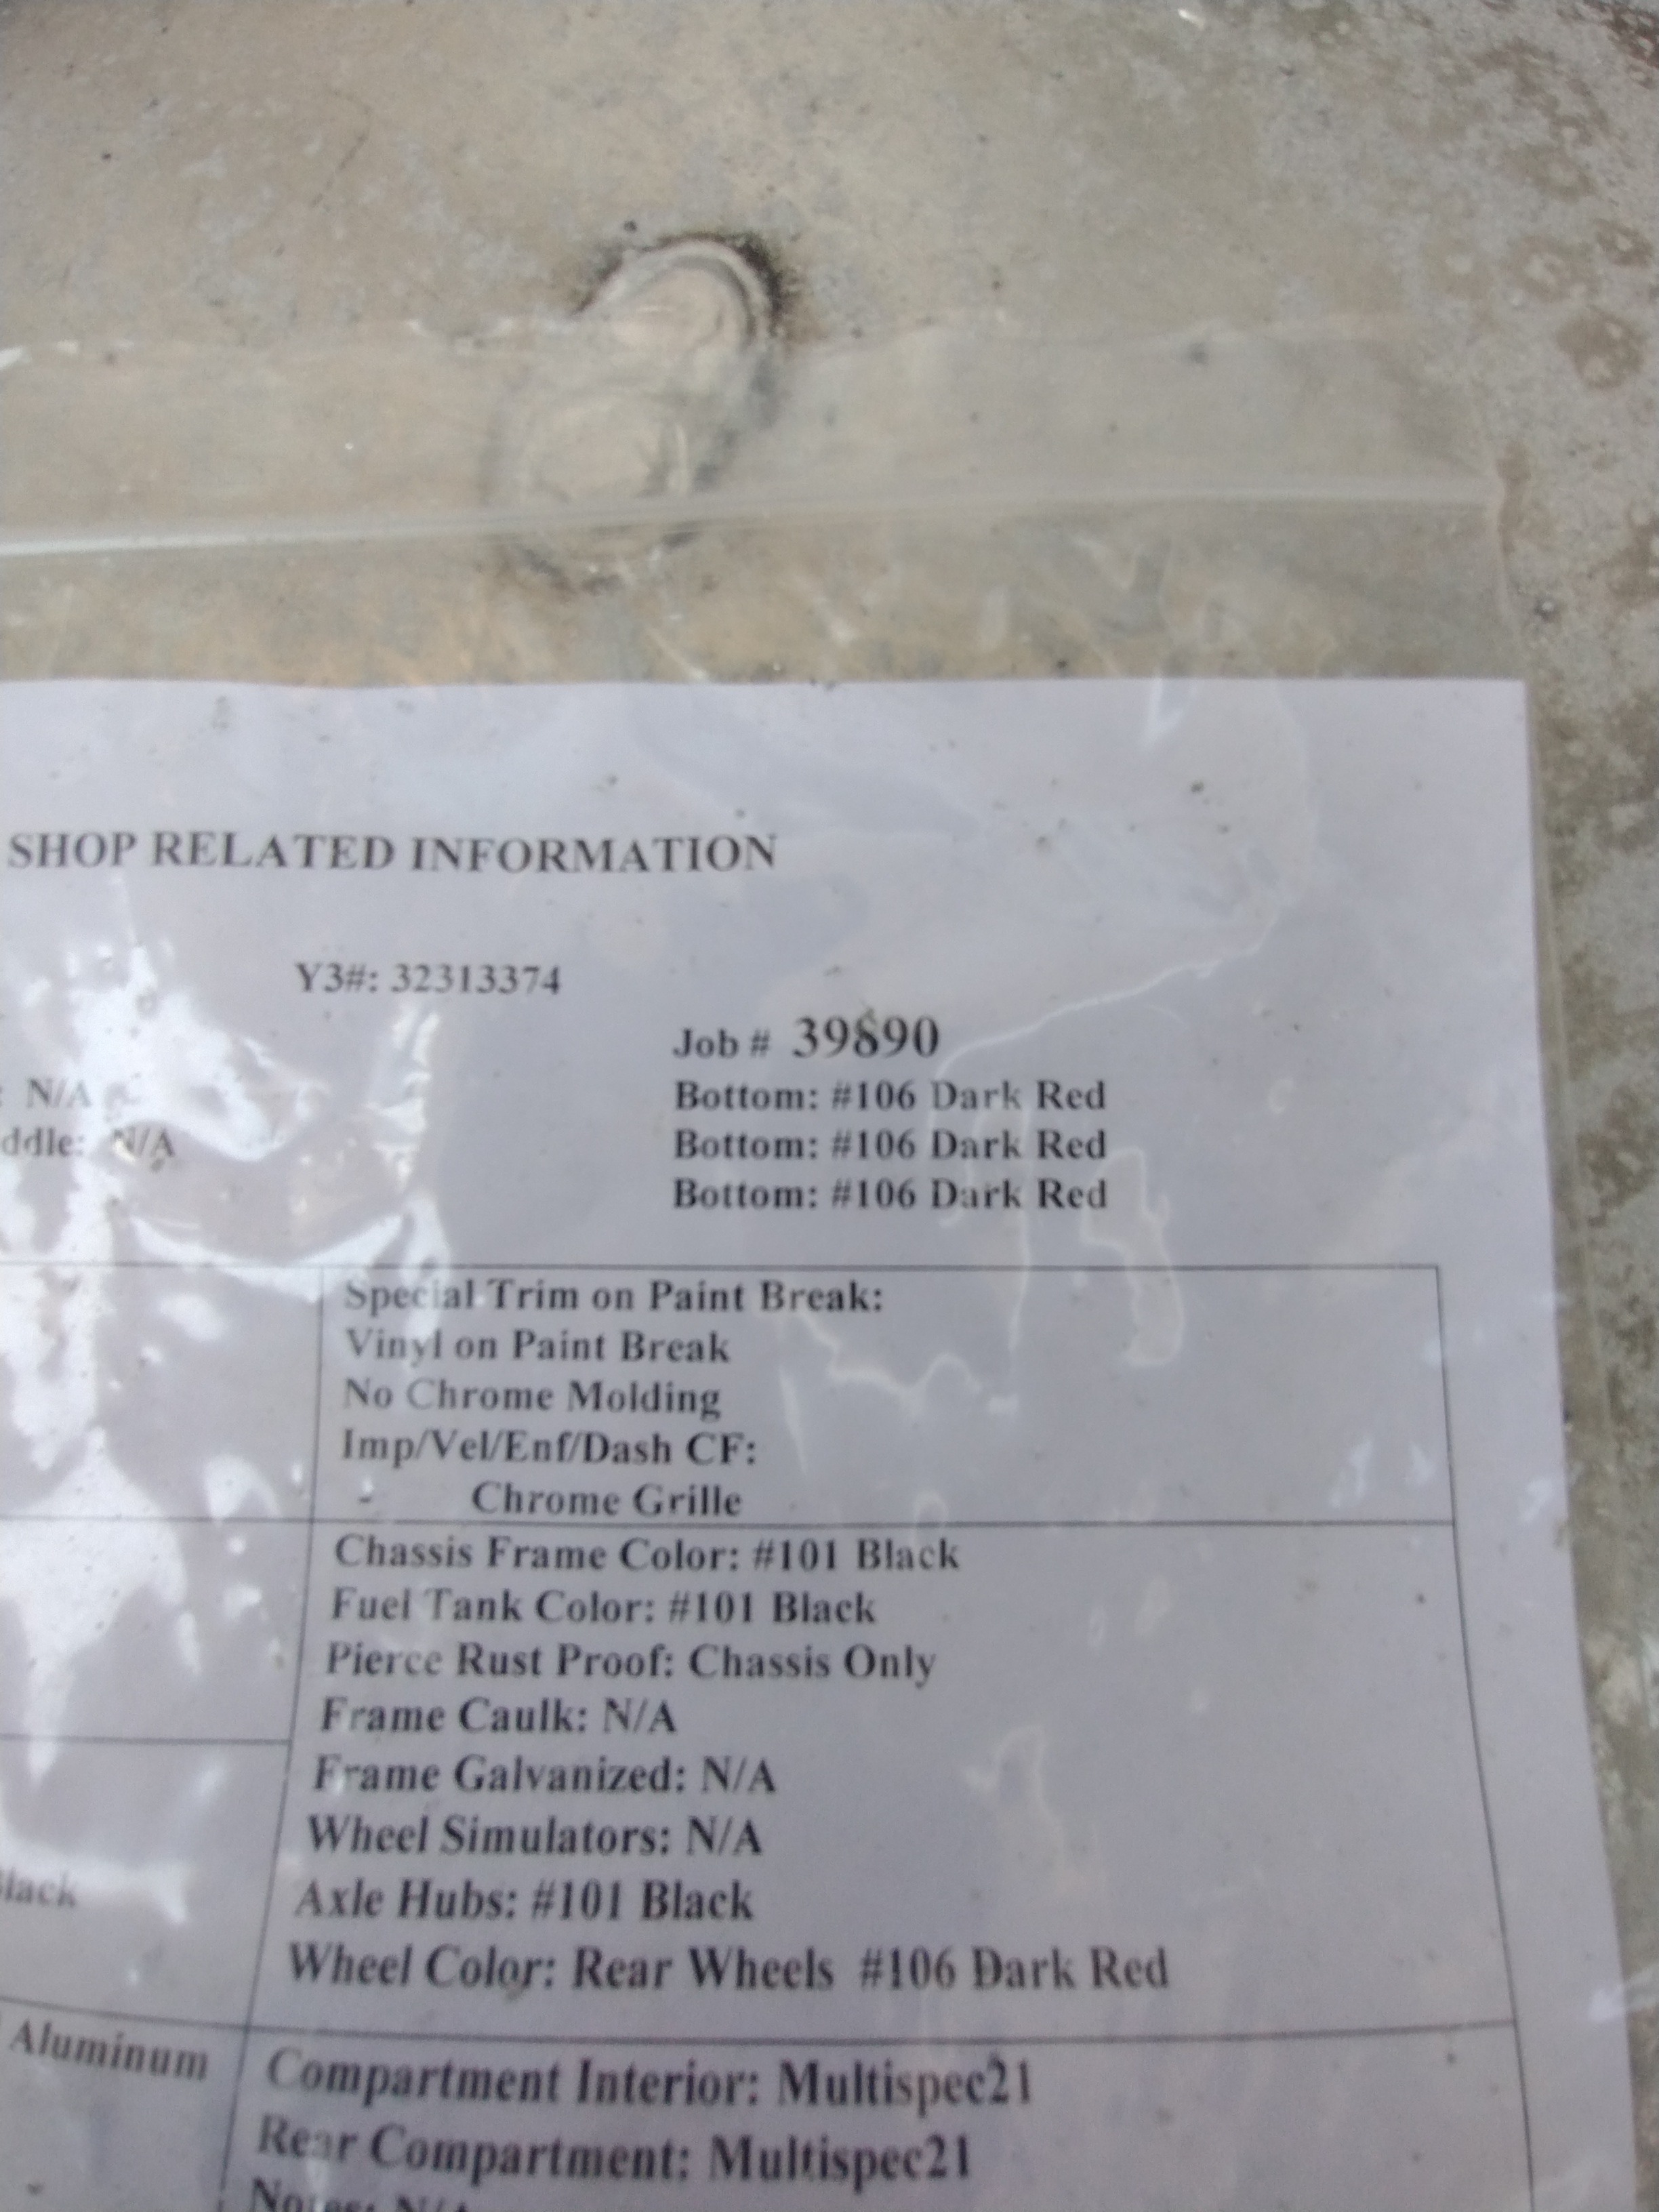 SHOP RELATED INFORMATION
Y3#: 32313374
Job # 39890
: N/A
Bottom: #106 Dark Red
ddle: N/A
Bottom: #106 Dark Red
Bottom: #106 Dark Red
Special Trim on Paint Break:
Vinyl on Paint Break
No Chrome Molding
Imp/Vel/Enf/Dash CF:
- Chrome Grille
Chassis Frame Color: #101 Black
Fuel Tank Color: #101 Black
Pierce Rust Proof: Chassis Only
Frame Caulk: N/A
Frame Galvanized: N/A
Wheel Simulators: N/A
lack
Axle Hubs: #101 Black
Wheel Color: Rear Wheels #106 Dark Red
Aluminum
Compartment Interior: Multispec21
Rear Compartment: Multispec21
Notes: N/A